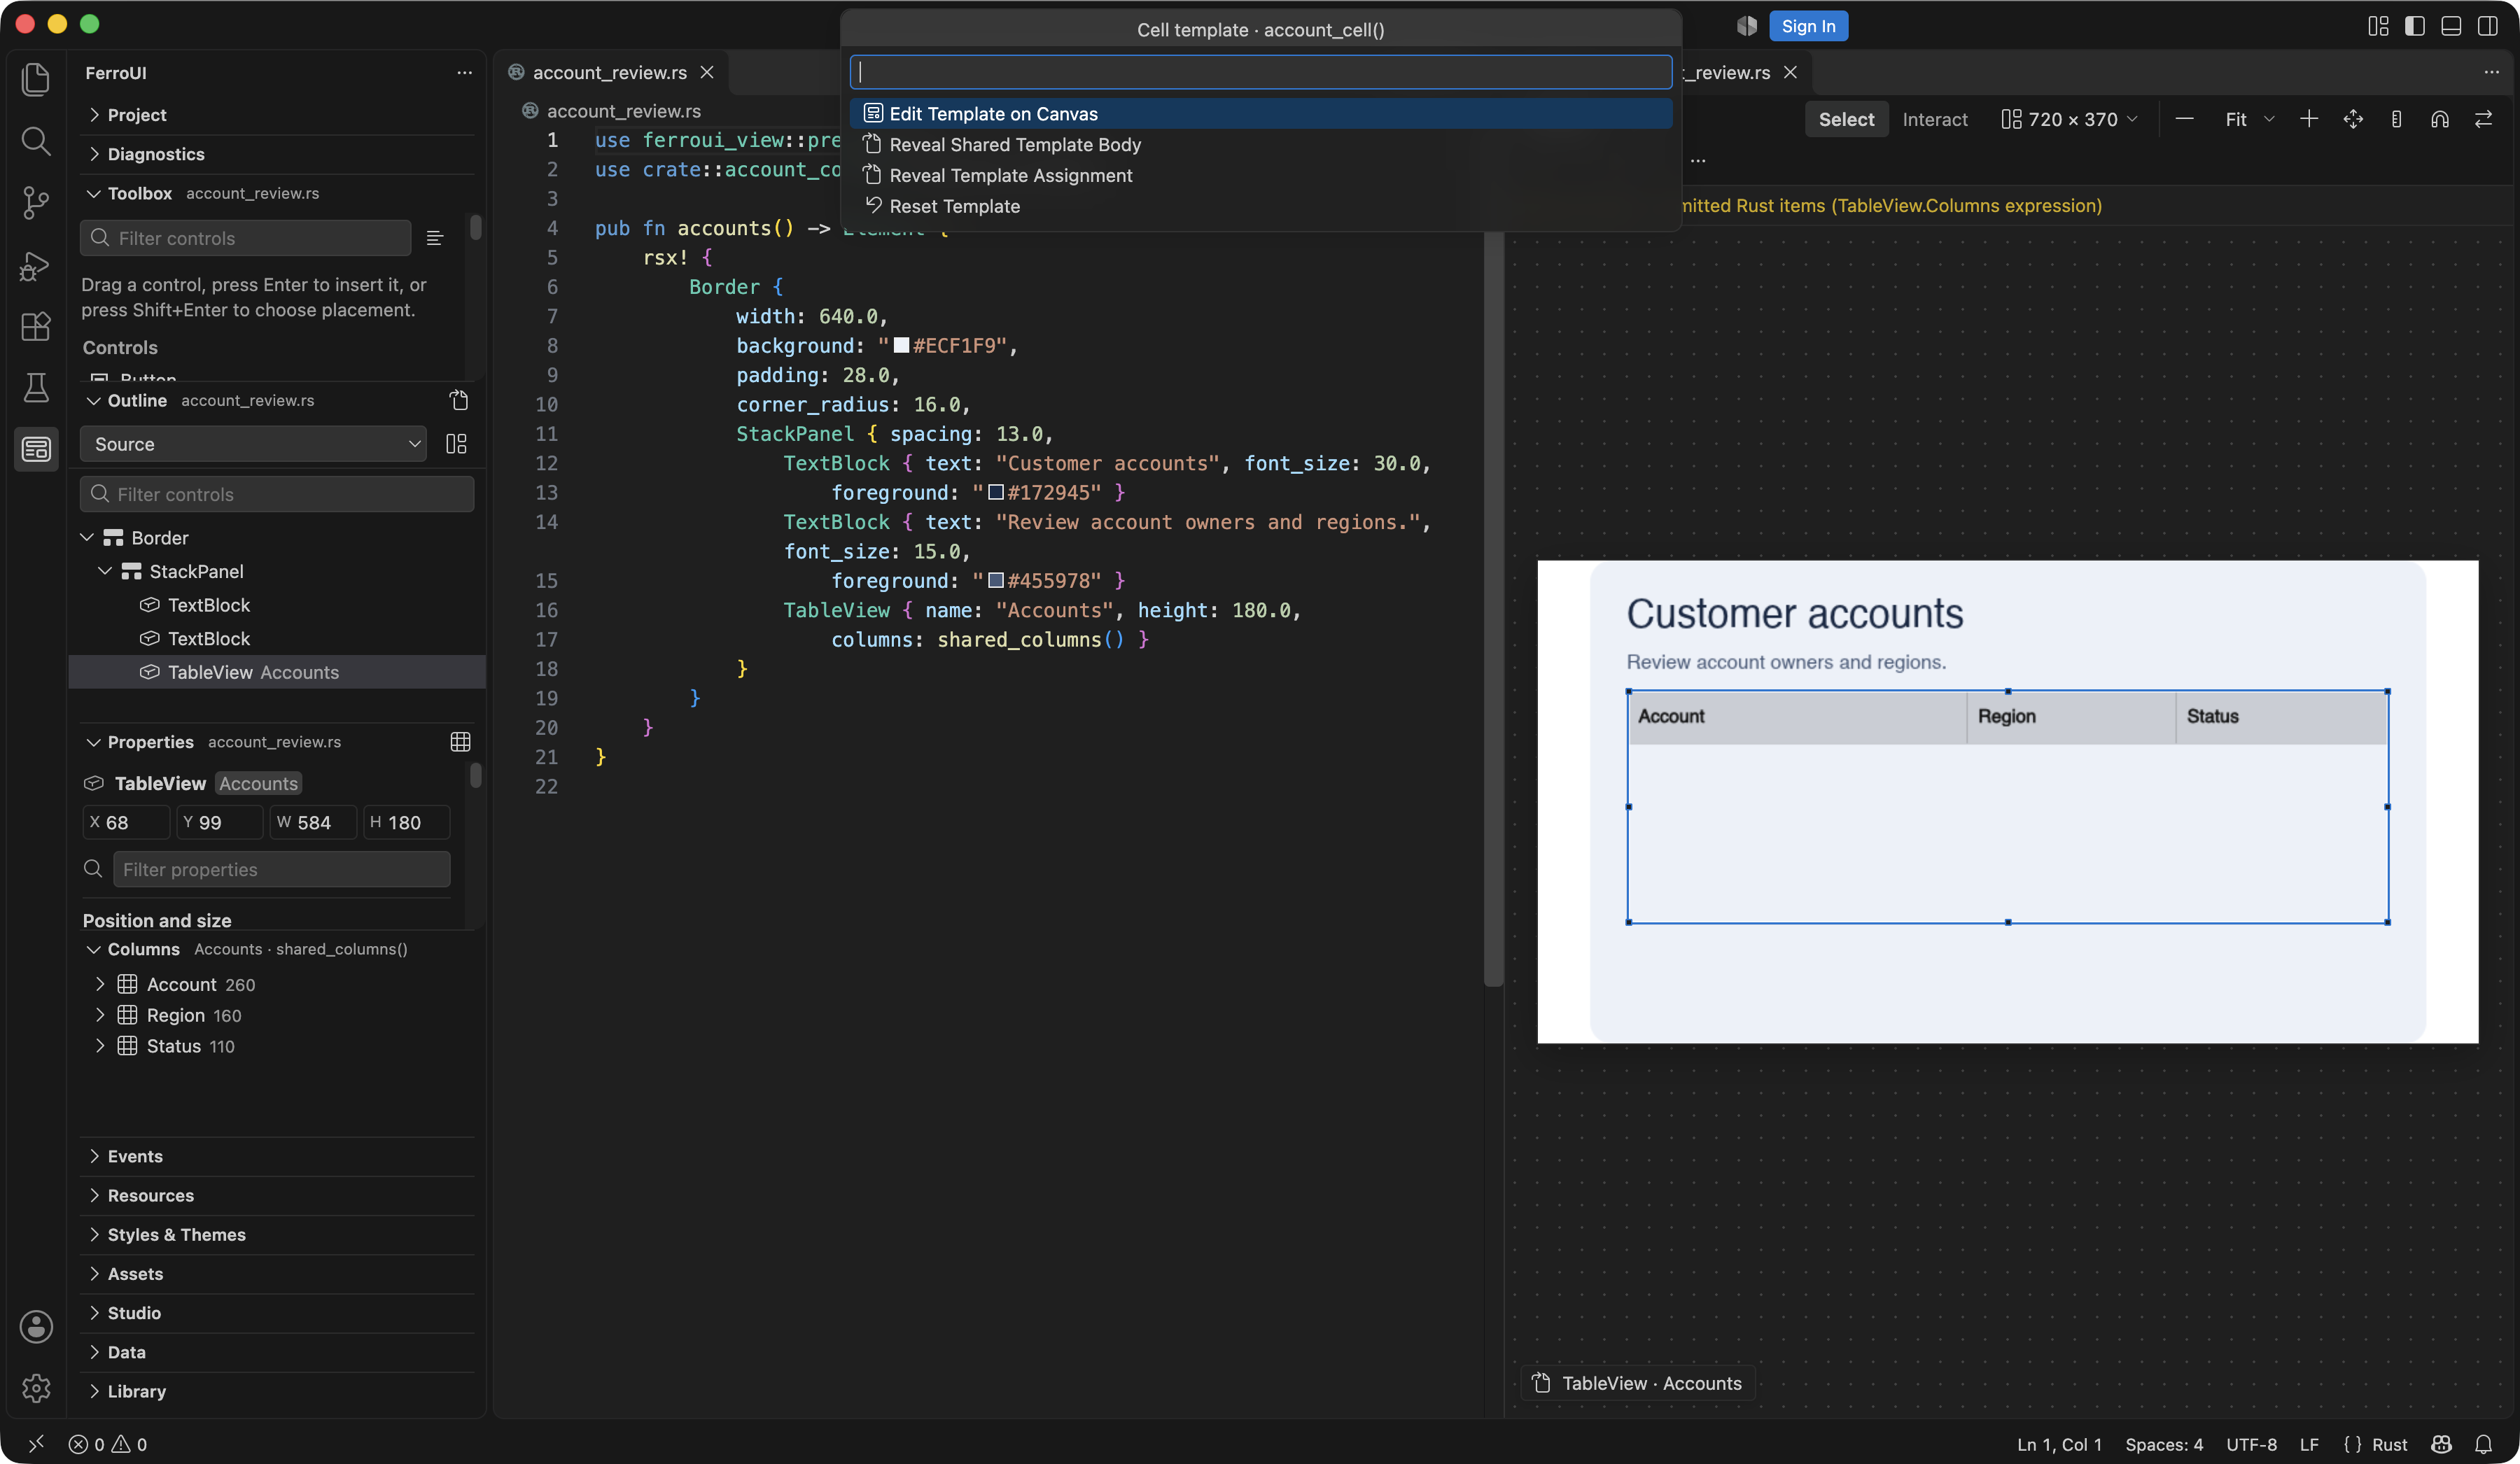 Cell template · account_cell()
Sign In
Edit Template on Canvas
Reveal Shared Template Body
Reveal Template Assignment
Reset Template
FerroUI
Project
Diagnostics
Toolbox account_review.rs
Filter controls
Drag a control, press Enter to insert it, or
press Shift+Enter to choose placement.
Controls
Button
Outline account_review.rs
Source
Filter controls
Border
StackPanel
TextBlock
TextBlock
TableView Accounts
Properties account_review.rs
TableView Accounts
X 68 Y 99 W 584 H 180
Filter properties
Position and size
Columns Accounts · shared_columns()
Account 260
Region 160
Status 110
Events
Resources
Styles & Themes
Assets
Studio
Data
Library
account_review.rs
account_review.rs
1 use ferroui_view::pre
2 use crate::account_co
3
4 pub fn accounts() -> Element {
5 rsx! {
6 Border {
7 width: 640.0,
8 background: "#ECF1F9",
9 padding: 28.0,
10 corner_radius: 16.0,
11 StackPanel { spacing: 13.0,
12 TextBlock { text: "Customer accounts", font_size: 30.0,
13 foreground: "#172945" }
14 TextBlock { text: "Review account owners and regions.",
font_size: 15.0,
15 foreground: "#455978" }
16 TableView { name: "Accounts", height: 180.0,
17 columns: shared_columns() }
18 }
19 }
20 }
21 }
22
t_review.rs
Select Interact 720 × 370 Fit
mitted Rust items (TableView.Columns expression)
Customer accounts
Review account owners and regions.
Account Region Status
TableView · Accounts
0 0
Ln 1, Col 1 Spaces: 4 UTF-8 LF { } Rust